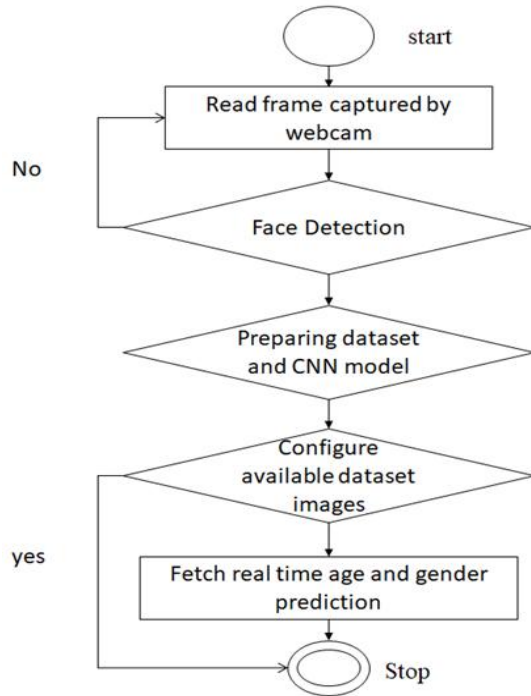 start
Read frame captured by
webcam
No
Face Detection
Preparing dataset
and CNN model
Configure
available dataset
images
yes
Fetch real time age and gender
prediction
Stop